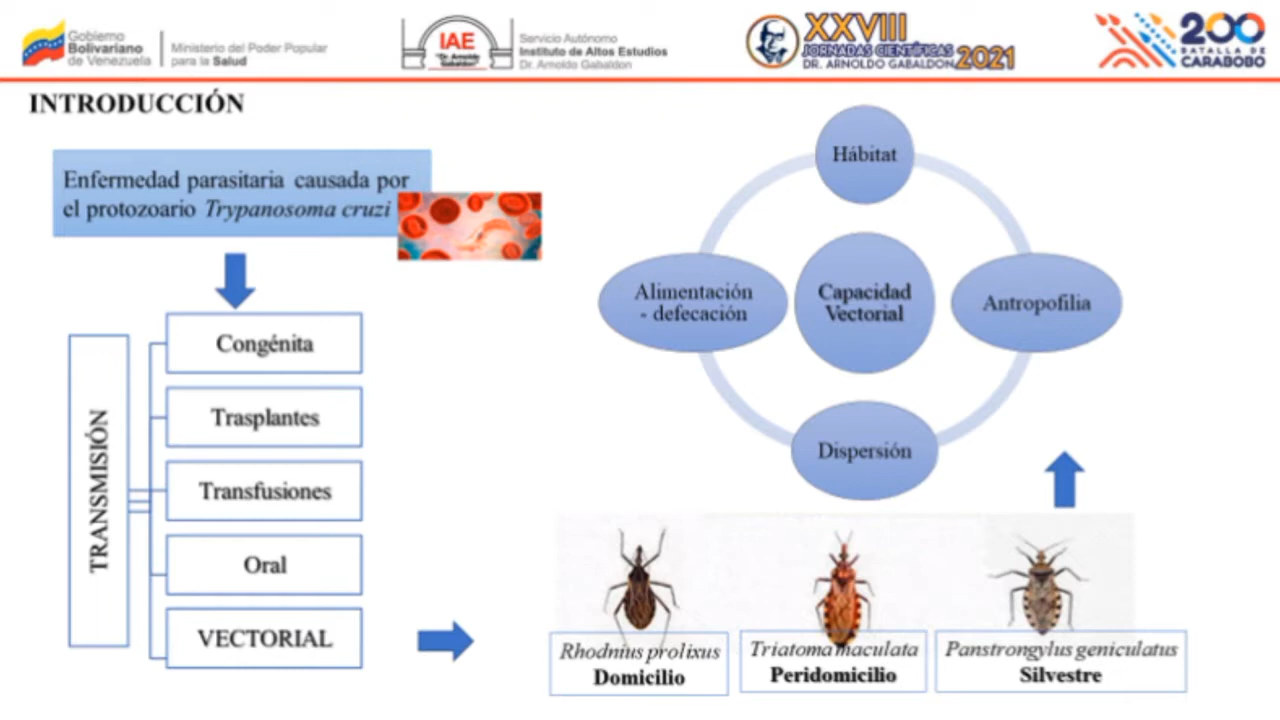 Gobierno
Bolivariano
de Venezuela
Ministerio del Poder Popular
para la Salud
IAE
"Dr. Arnoldo
Gabaldon"
Servicio Autónomo
Instituto de Altos Estudios
Dr. Arnoldo Gabaldon
XXVIII
JORNADAS CIENTÍFICAS
DR. ARNOLDO GABALDON 2021
200
BATALLA DE
CARABOBO
INTRODUCCIÓN
Enfermedad parasitaria causada por
el protozoario Trypanosoma cruzi
TRANSMISIÓN
Congénita
Trasplantes
Transfusiones
Oral
VECTORIAL
Hábitat
Alimentación
- defecación
Capacidad
Vectorial
Antropofilia
Dispersión
Rhodnius prolixus
Domicilio
Triatoma maculata
Peridomicilio
Panstrongylus geniculatus
Silvestre